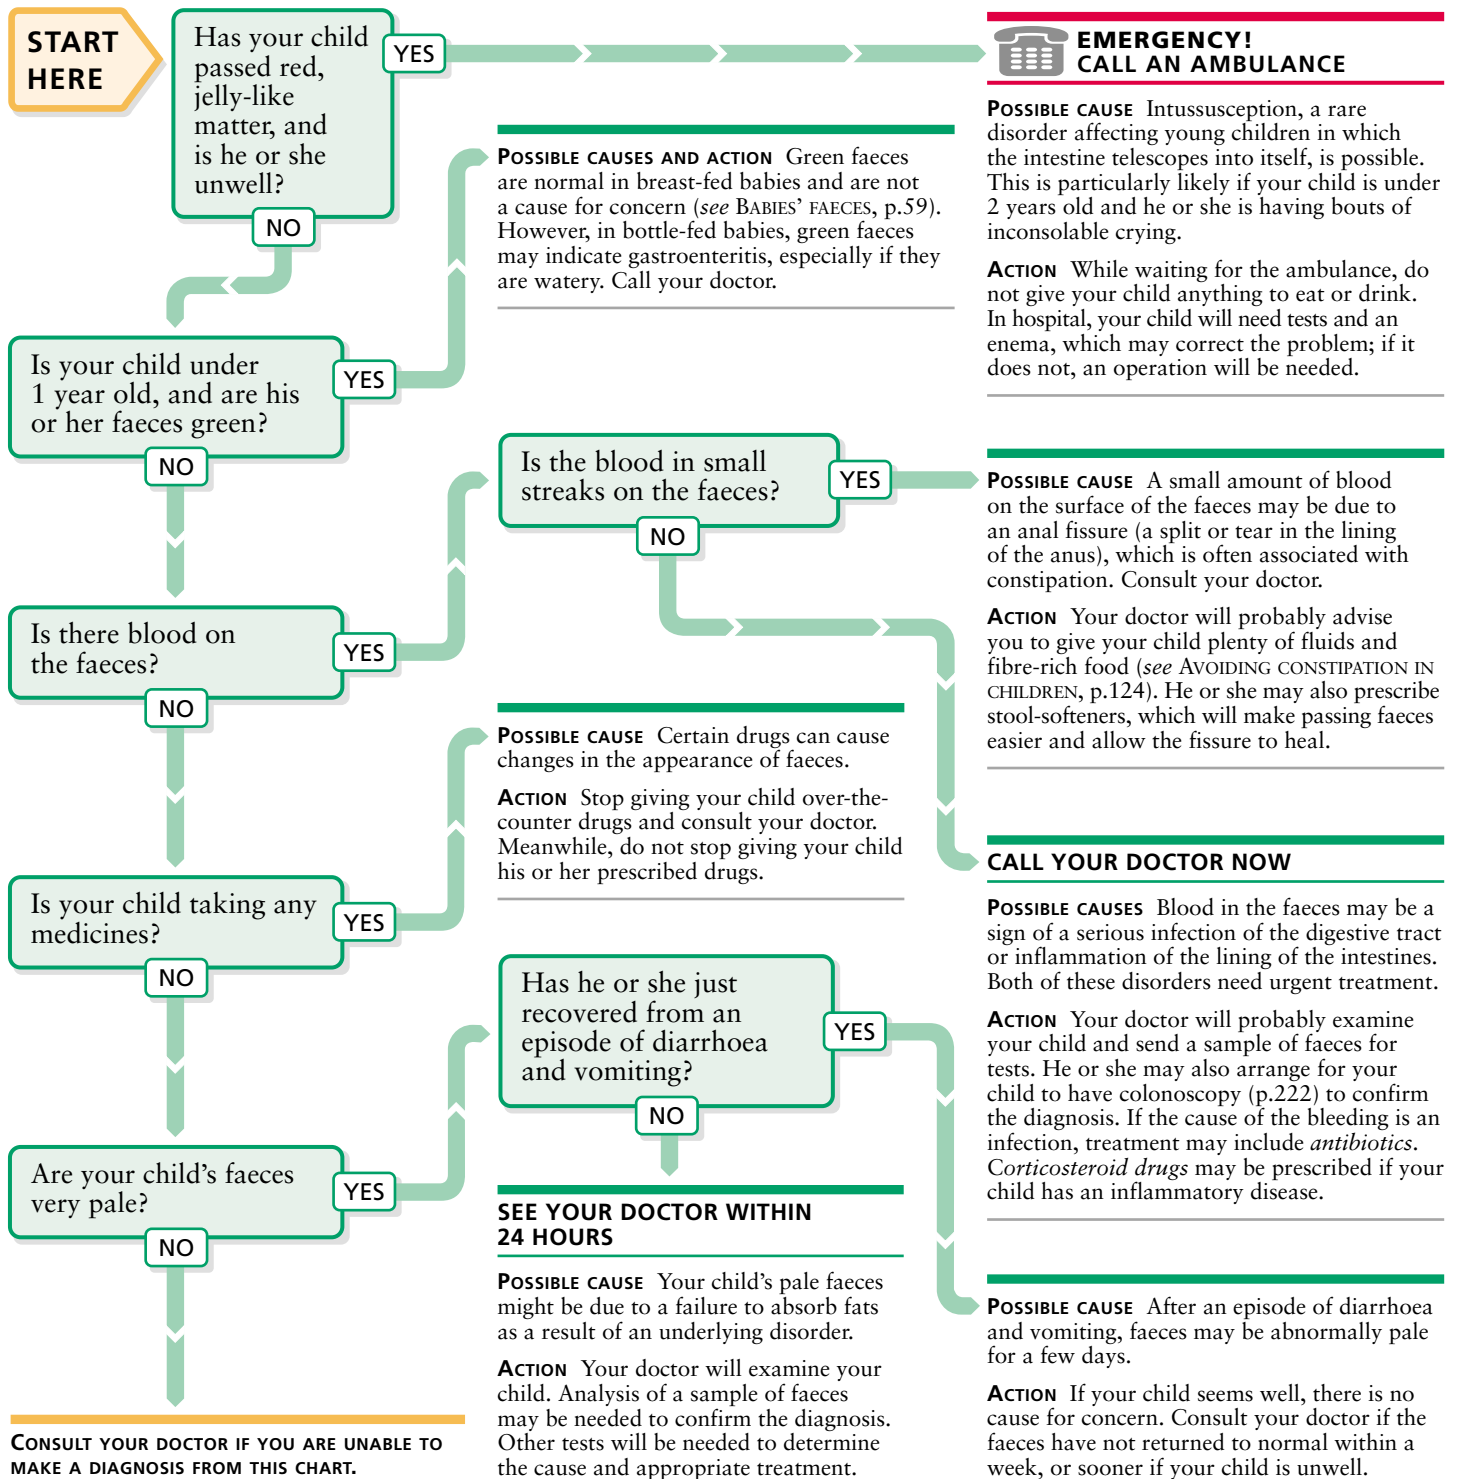 START
HERE
Has your child
passed red,
jelly-like
matter, and
is he or she
unwell?
YES
NO
EMERGENCY!
CALL AN AMBULANCE
POSSIBLE CAUSE Intussusception, a rare
disorder affecting young children in which
the intestine telescopes into itself, is possible.
This is particularly likely if your child is under
2 years old and he or she is having bouts of
inconsolable crying.
ACTION While waiting for the ambulance, do
not give your child anything to eat or drink.
In hospital, your child will need tests and an
enema, which may correct the problem; if it
does not, an operation will be needed.
Is your child under
1 year old, and are his
or her faeces green?
YES
NO
POSSIBLE CAUSES AND ACTION Green faeces
are normal in breast-fed babies and are not
a cause for concern (see BABIES' FAECES, p.59).
However, in bottle-fed babies, green faeces
may indicate gastroenteritis, especially if they
are watery. Call your doctor.
Is there blood on
the faeces?
YES
NO
Is the blood in small
streaks on the faeces?
YES
NO
POSSIBLE CAUSE A small amount of blood
on the surface of the faeces may be due to
an anal fissure (a split or tear in the lining
of the anus), which is often associated with
constipation. Consult your doctor.
ACTION Your doctor will probably advise
you to give your child plenty of fluids and
fibre-rich food (see AVOIDING CONSTIPATION IN
CHILDREN, p.124). He or she may also prescribe
stool-softeners, which will make passing faeces
easier and allow the fissure to heal.
CALL YOUR DOCTOR NOW
POSSIBLE CAUSES Blood in the faeces may be a
sign of a serious infection of the digestive tract
or inflammation of the lining of the intestines.
Both of these disorders need urgent treatment.
ACTION Your doctor will probably examine
your child and send a sample of faeces for
tests. He or she may also arrange for your
child to have colonoscopy (p.222) to confirm
the diagnosis. If the cause of the bleeding is an
infection, treatment may include antibiotics.
Corticosteroid drugs may be prescribed if your
child has an inflammatory disease.
Is your child taking any
medicines?
YES
NO
POSSIBLE CAUSE Certain drugs can cause
changes in the appearance of faeces.
ACTION Stop giving your child over-the-
counter drugs and consult your doctor.
Meanwhile, do not stop giving your child
his or her prescribed drugs.
Are your child's faeces
very pale?
YES
NO
Has he or she just
recovered from an
episode of diarrhoea
and vomiting?
YES
NO
SEE YOUR DOCTOR WITHIN
24 HOURS
POSSIBLE CAUSE Your child's pale faeces
might be due to a failure to absorb fats
as a result of an underlying disorder.
ACTION Your doctor will examine your
child. Analysis of a sample of faeces
may be needed to confirm the diagnosis.
Other tests will be needed to determine
the cause and appropriate treatment.
POSSIBLE CAUSE After an episode of diarrhoea
and vomiting, faeces may be abnormally pale
for a few days.
ACTION If your child seems well, there is no
cause for concern. Consult your doctor if the
faeces have not returned to normal within a
week, or sooner if your child is unwell.
CONSULT YOUR DOCTOR IF YOU ARE UNABLE TO
MAKE A DIAGNOSIS FROM THIS CHART.